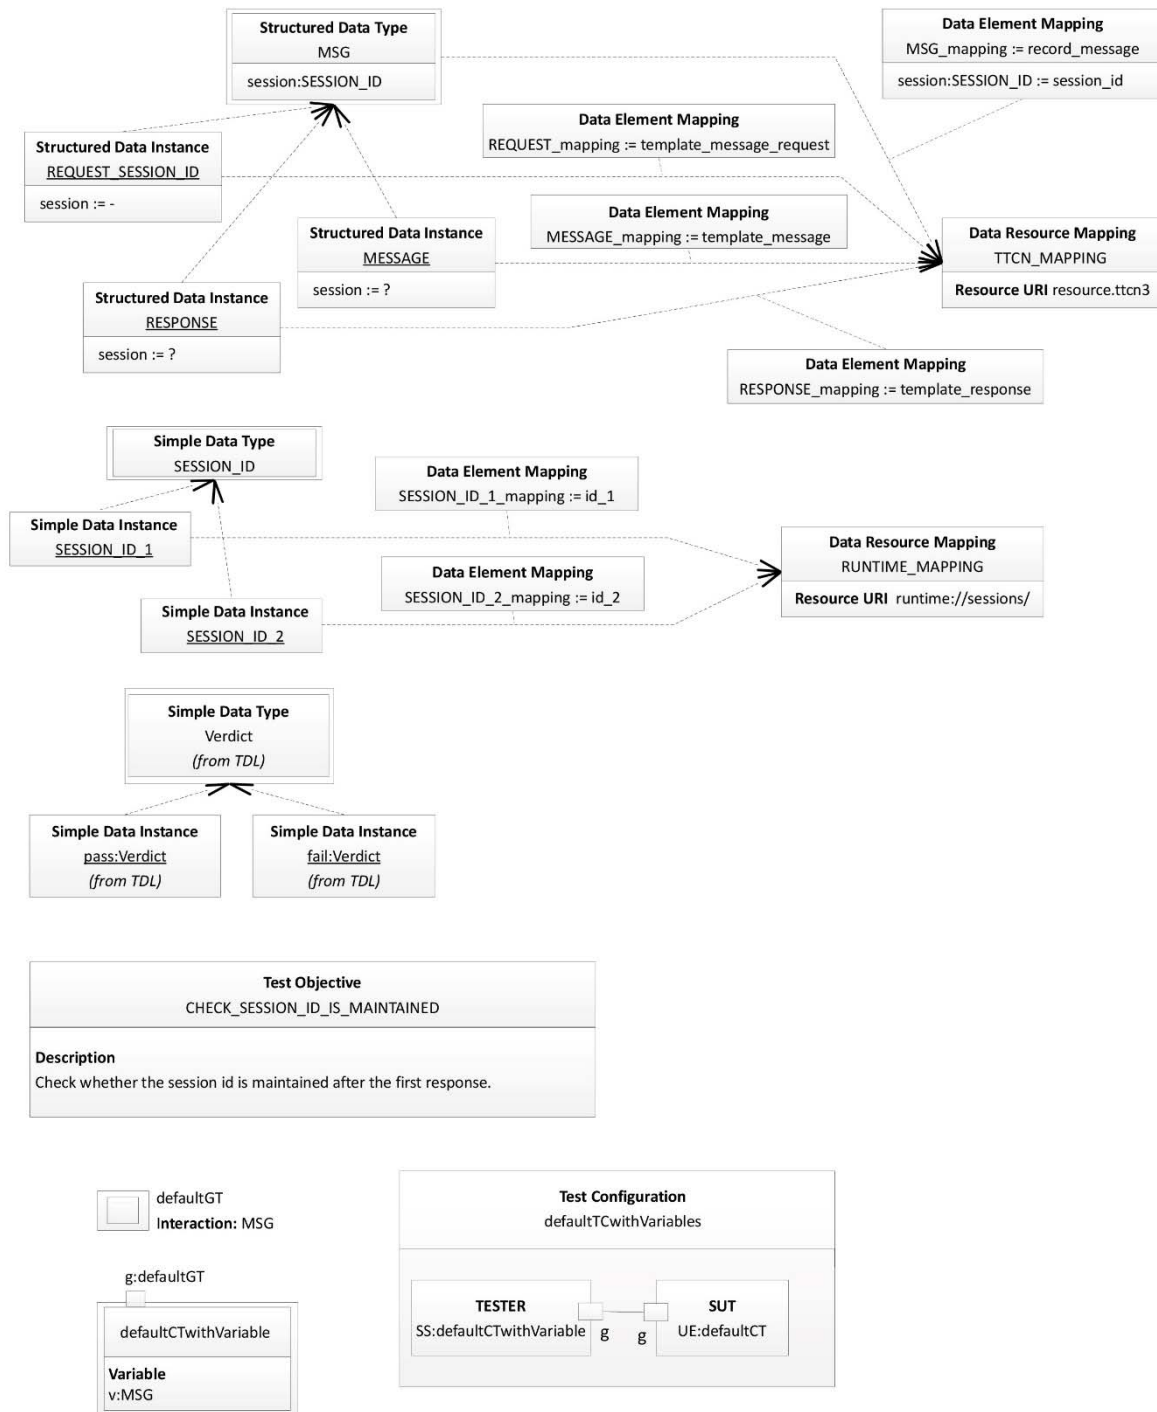 Structured Data Type
MSG
session:SESSION_ID
Data Element Mapping
MSG_mapping := record_message
session:SESSION_ID := session_id
Data Element Mapping
REQUEST_mapping := template_message_request
Structured Data Instance
REQUEST_SESSION_ID
session := -
Data Element Mapping
MESSAGE_mapping := template_message
Structured Data Instance
MESSAGE
session := ?
Data Resource Mapping
TTCN_MAPPING
Resource URI resource.ttcn3
Structured Data Instance
RESPONSE
session := ?
Data Element Mapping
RESPONSE_mapping := template_response
Simple Data Type
SESSION_ID
Data Element Mapping
SESSION_ID_1_mapping := id_1
Simple Data Instance
SESSION_ID_1
Data Resource Mapping
RUNTIME_MAPPING
Resource URI runtime://sessions/
Data Element Mapping
SESSION_ID_2_mapping := id_2
Simple Data Instance
SESSION_ID_2
Simple Data Type
Verdict
(from TDL)
Simple Data Instance
pass:Verdict
(from TDL)
Simple Data Instance
fail:Verdict
(from TDL)
Test Objective
CHECK_SESSION_ID_IS_MAINTAINED
Description
Check whether the session id is maintained after the first response.
defaultGT
Interaction: MSG
g:defaultGT
defaultCTwithVariable
Variable
v:MSG
Test Configuration
defaultTCwithVariables
TESTER
SS:defaultCTwithVariable
g
g
SUT
UE:defaultCT